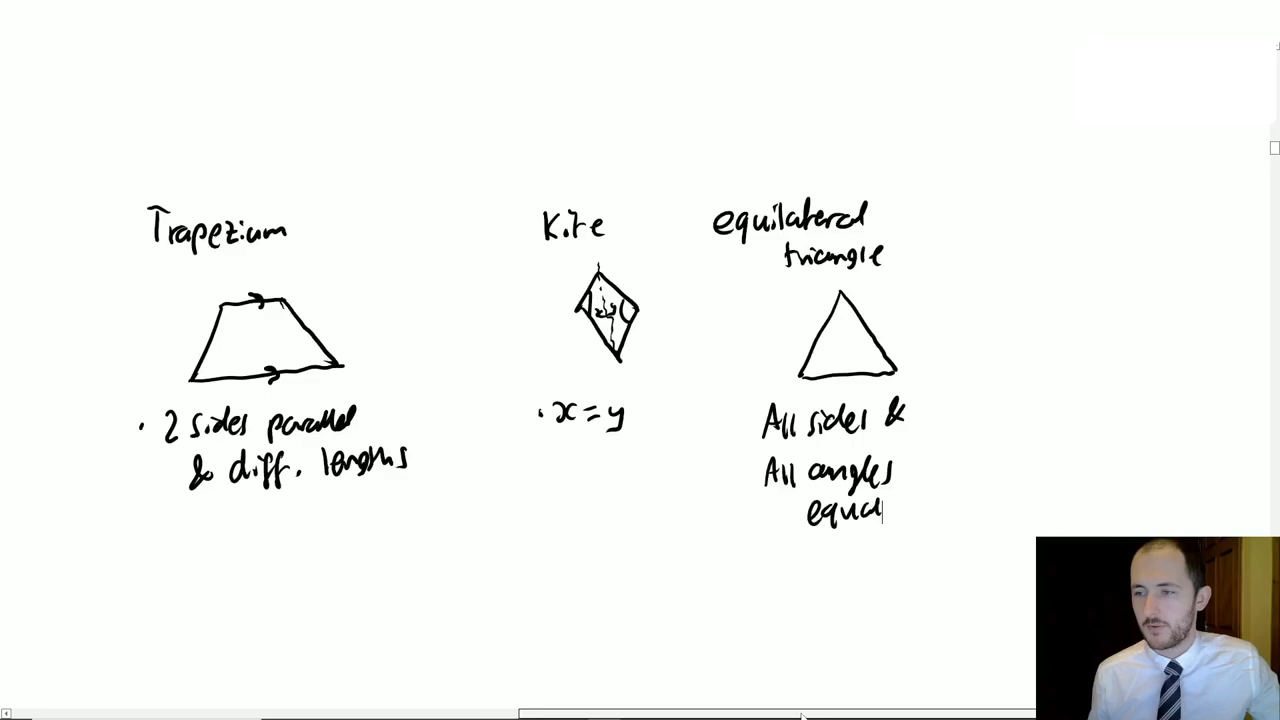 Trapezium
2 sides parallel
& diff. lengths
Kite
x y
• x = y
equilateral
triangle
All sides &
All angles
equal